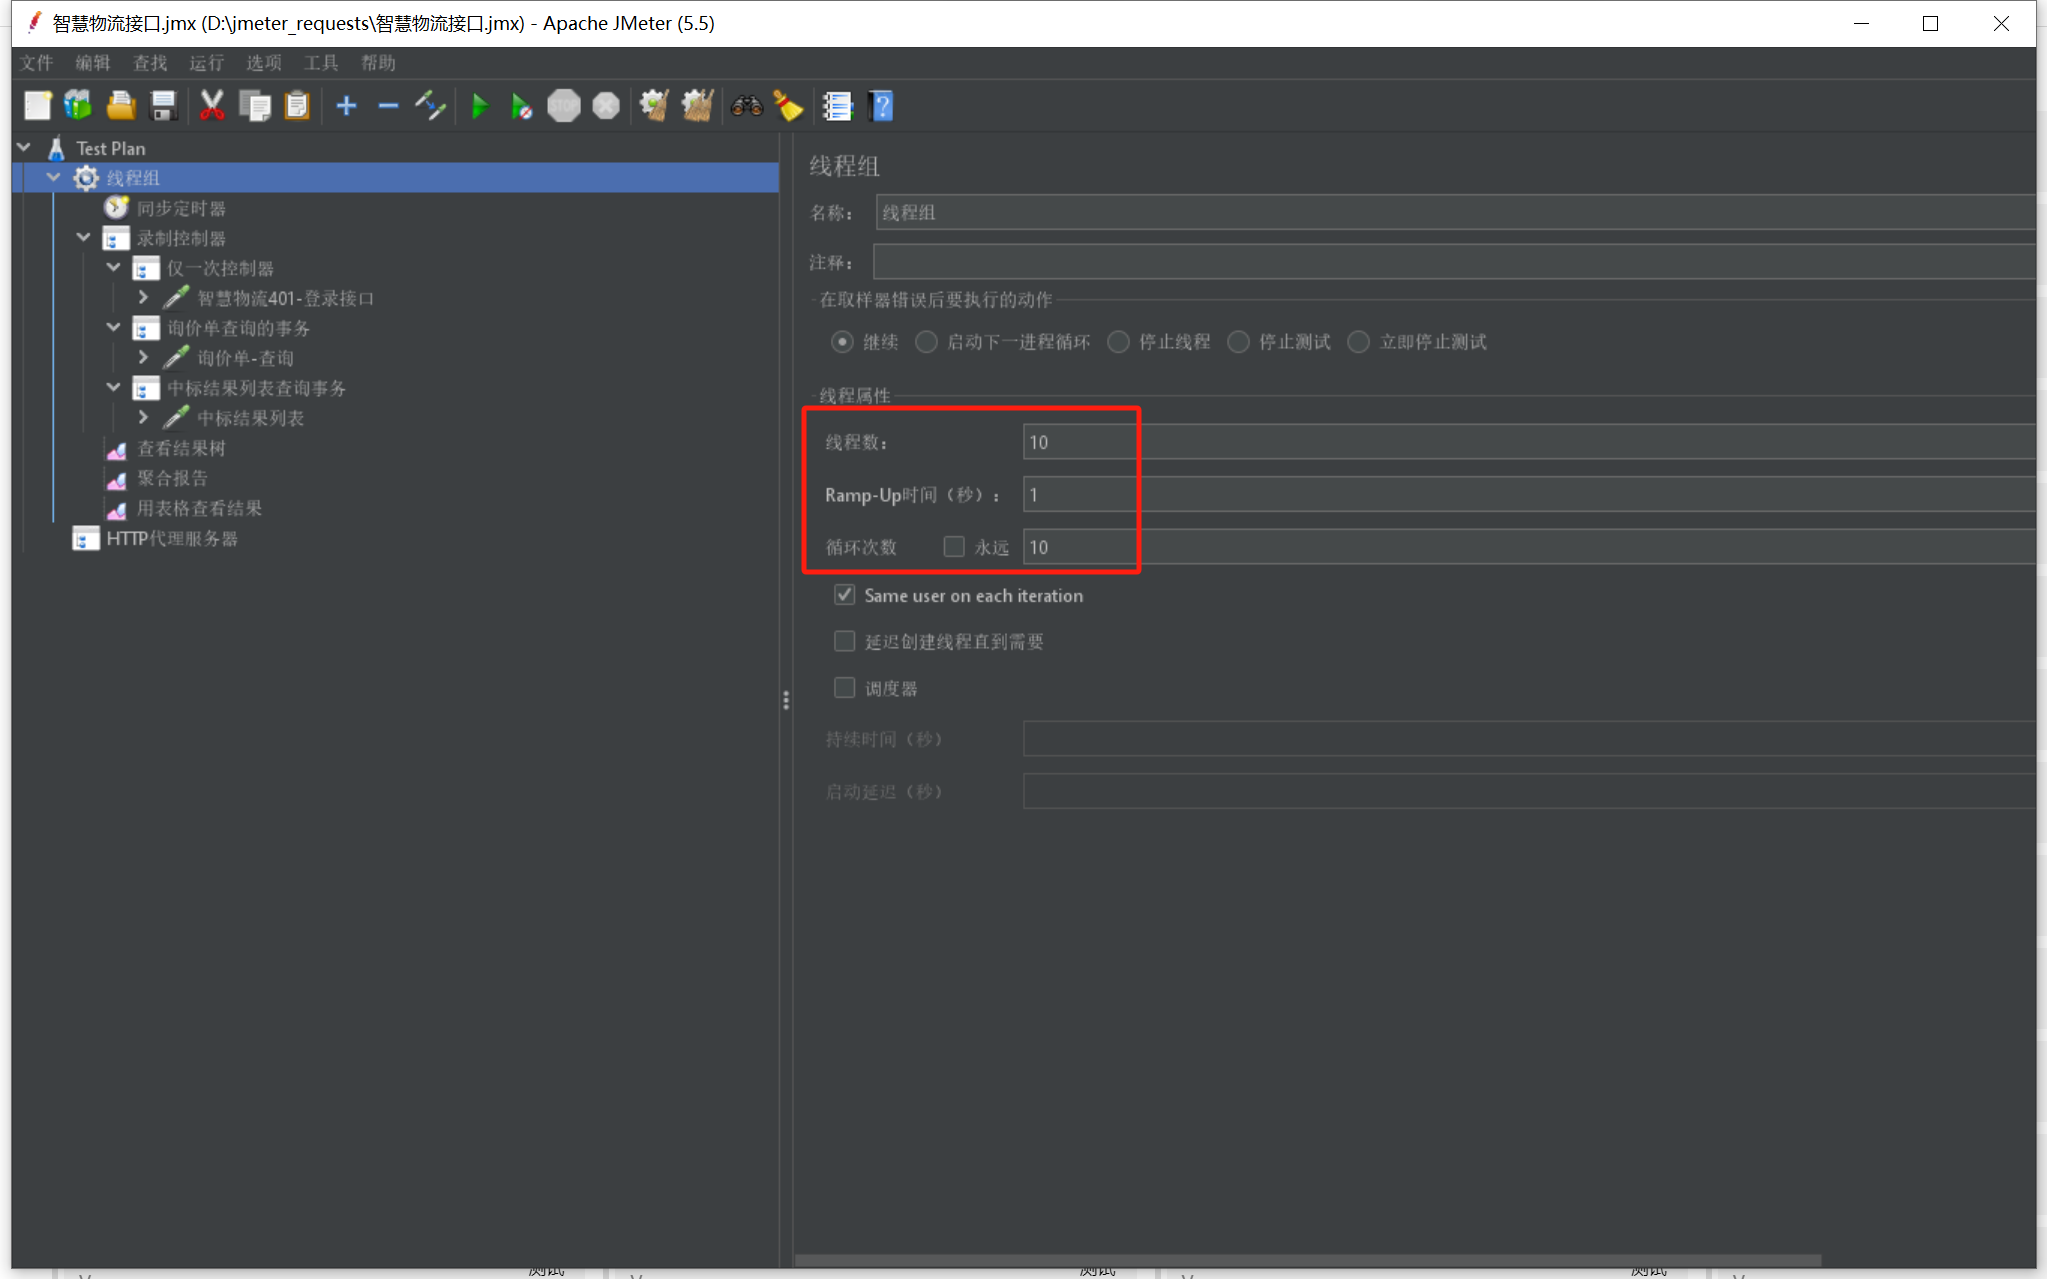 智慧物流接口.jmx (D:\jmeter_requests\智慧物流接口.jmx) - Apache JMeter (5.5)
文件 编辑 查找 运行 选项 工具 帮助
STOP
Test Plan
线程组
同步定时器
录制控制器
仅一次控制器
智慧物流401-登录接口
询价单查询的事务
询价单-查询
中标结果列表查询事务
中标结果列表
查看结果树
聚合报告
用表格查看结果
HTTP代理服务器
线程组
名称： 线程组
注释：
在取样器错误后要执行的动作
继续 启动下一进程循环 停止线程 停止测试 立即停止测试
线程属性
线程数： 10
Ramp-Up时间（秒）： 1
循环次数 永远 10
Same user on each iteration
延迟创建线程直到需要
调度器
持续时间（秒）
启动延迟（秒）
测试 测试 测试